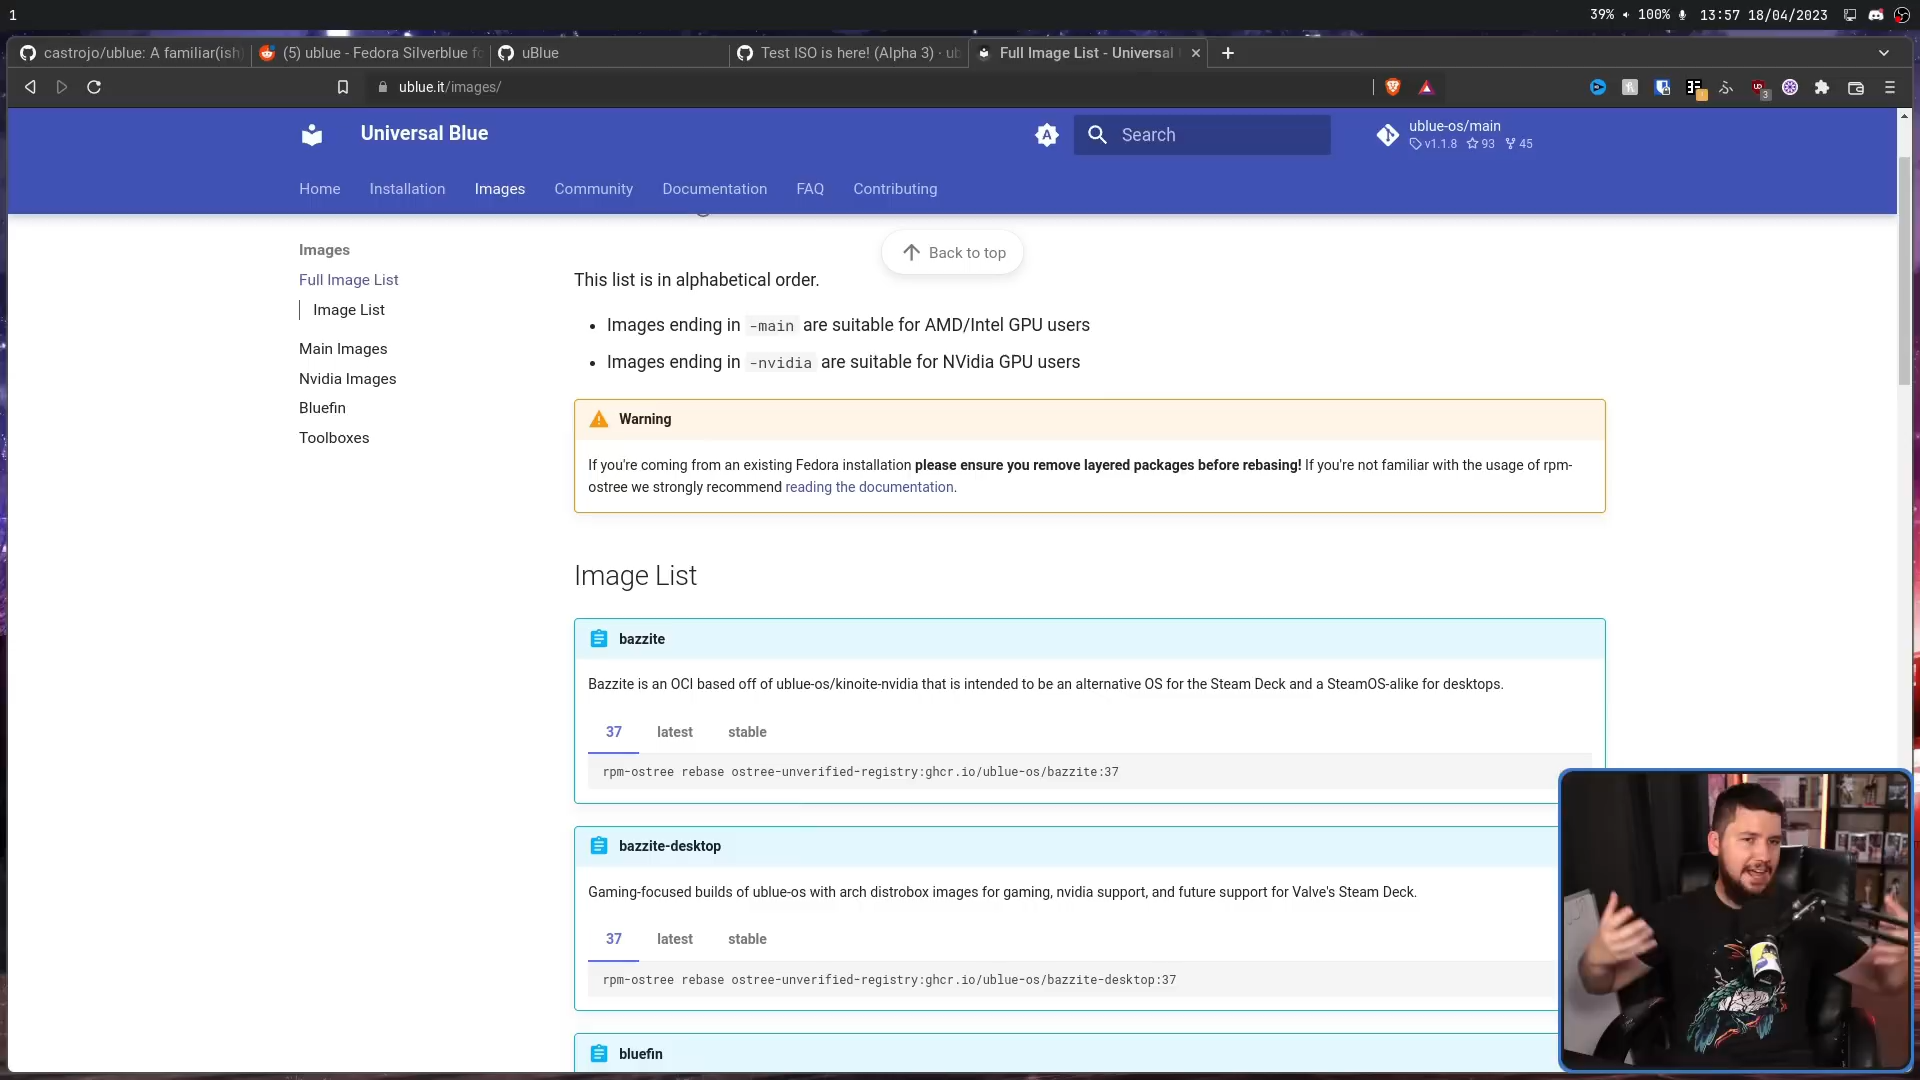 1
39% 100% 13:57 18/04/2023
castrojo/ublue: A familiar(ish)
(5) ublue - Fedora Silverblue fo
uBlue
Test ISO is here! (Alpha 3) · ub
Full Image List - Universal
ublue.it/images/
Universal Blue
Search
ublue-os/main
v1.1.8 93 45
Home Installation Images Community Documentation FAQ Contributing
Images
Full Image List
Image List
Main Images
Nvidia Images
Bluefin
Toolboxes
Back to top
This list is in alphabetical order.
• Images ending in -main are suitable for AMD/Intel GPU users
• Images ending in -nvidia are suitable for NVidia GPU users
Warning
If you're coming from an existing Fedora installation please ensure you remove layered packages before rebasing! If you're not familiar with the usage of rpm-
ostree we strongly recommend reading the documentation.
Image List
bazzite
Bazzite is an OCI based off of ublue-os/kinoite-nvidia that is intended to be an alternative OS for the Steam Deck and a SteamOS-alike for desktops.
37 latest stable
rpm-ostree rebase ostree-unverified-registry:ghcr.io/ublue-os/bazzite:37
bazzite-desktop
Gaming-focused builds of ublue-os with arch distrobox images for gaming, nvidia support, and future support for Valve's Steam Deck.
37 latest stable
rpm-ostree rebase ostree-unverified-registry:ghcr.io/ublue-os/bazzite-desktop:37
bluefin